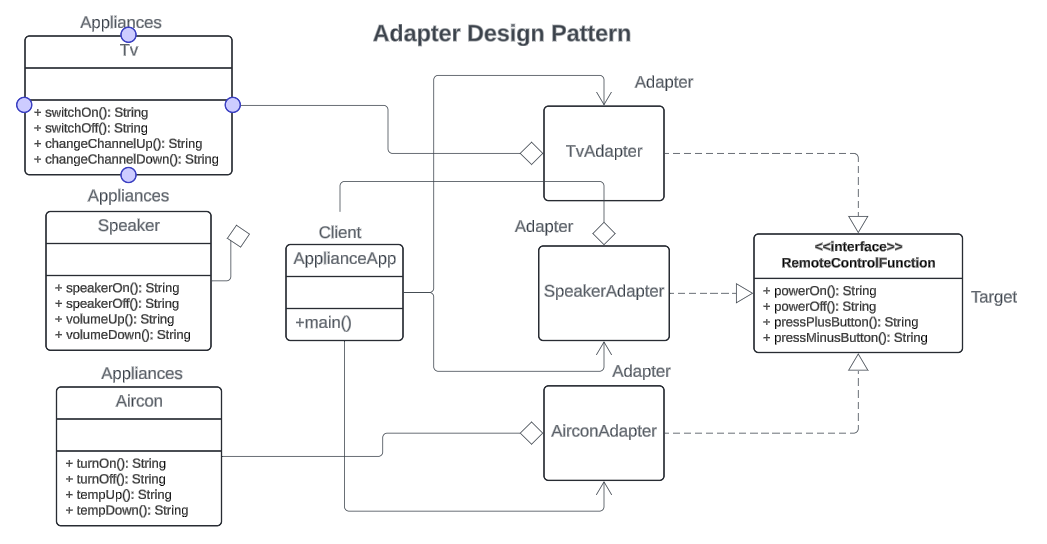 Adapter Design Pattern
Appliances
Tv
+ switchOn(): String
+ switchOff(): String
+ changeChannelUp(): String
+ changeChannelDown(): String
Appliances
Speaker
+ speakerOn(): String
+ speakerOff(): String
+ volumeUp(): String
+ volumeDown(): String
Appliances
Aircon
+ turnOn(): String
+ turnOff(): String
+ tempUp(): String
+ tempDown(): String
Client
ApplianceApp
+main()
Adapter
TvAdapter
Adapter
SpeakerAdapter
Adapter
AirconAdapter
<<interface>>
RemoteControlFunction
+ powerOn(): String
+ powerOff(): String
+ pressPlusButton(): String
+ pressMinusButton(): String
Target